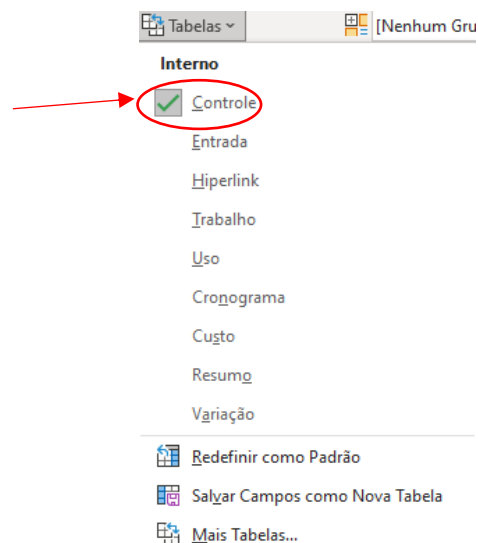 Tabelas [Nenhum Gru
Interno
Controle
Entrada
Hiperlink
Trabalho
Uso
Cronograma
Custo
Resumo
Variação
Redefinir como Padrão
Salvar Campos como Nova Tabela
Mais Tabelas...